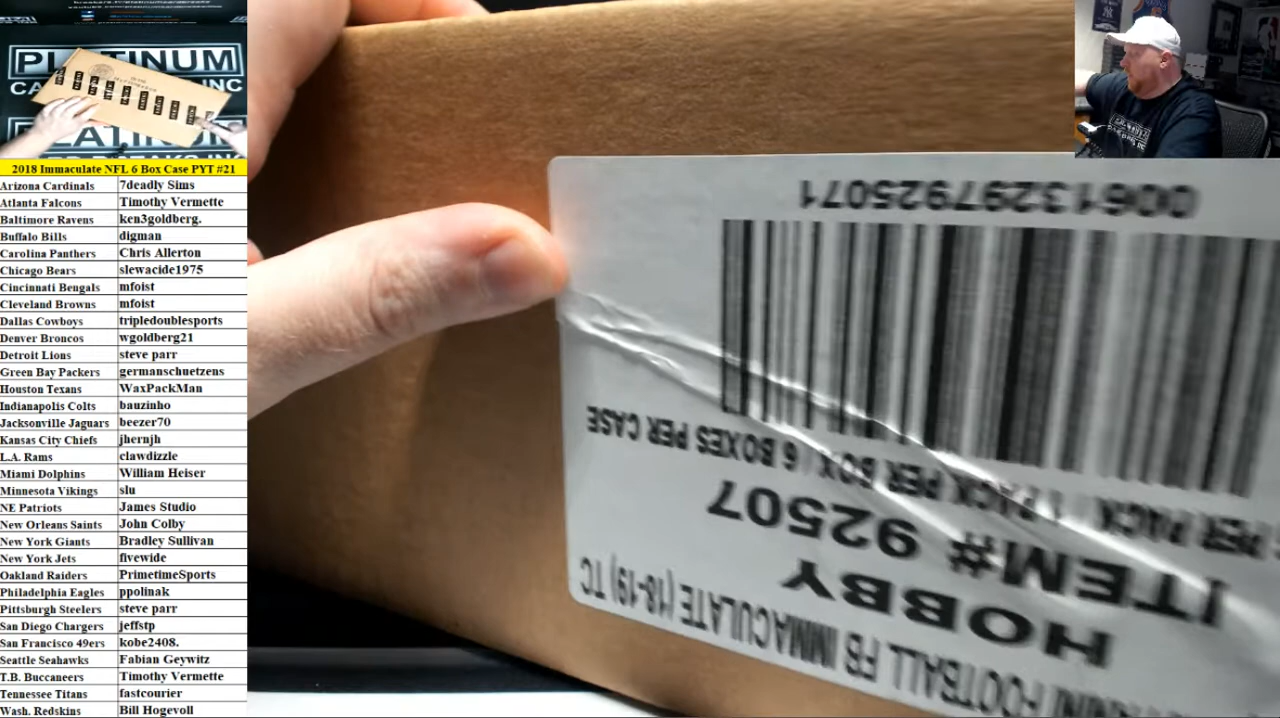 PLATINUM
PLATINUM
2018 Immaculate NFL 6 Box Case PYT #21
Arizona Cardinals 7deadly Sims
Atlanta Falcons Timothy Vermette
Baltimore Ravens ken3goldberg.
Buffalo Bills digman
Carolina Panthers Chris Allerton
Chicago Bears slewacide1975
Cincinnati Bengals mfoist
Cleveland Browns mfoist
Dallas Cowboys tripledoublesports
Denver Broncos wgoldberg21
Detroit Lions steve parr
Green Bay Packers germanschuetzens
Houston Texans WaxPackMan
Indianapolis Colts bauzinho
Jacksonville Jaguars beezer70
Kansas City Chiefs jhernjh
L.A. Rams clawdizzle
Miami Dolphins William Heiser
Minnesota Vikings slu
NE Patriots James Studio
New Orleans Saints John Colby
New York Giants Bradley Sullivan
New York Jets fivewide
Oakland Raiders PrimetimeSports
Philadelphia Eagles ppolinak
Pittsburgh Steelers steve parr
San Diego Chargers jeffstp
San Francisco 49ers kobe2408.
Seattle Seahawks Fabian Geywitz
T.B. Buccaneers Timothy Vermette
Tennessee Titans fastcourier
Wash. Redskins Bill Hogevoll
FOOTBALL FB IMMACULATE (18-19) TC
HOBBY
ITEM# 92507
PER PACK 1 PACK PER BOX 6 BOXES PER CASE
00613297925071